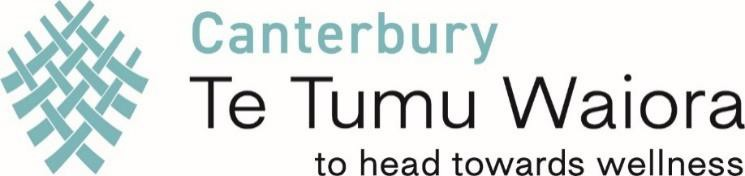 Canterbury
Te Tumu Waiora
to head towards wellness